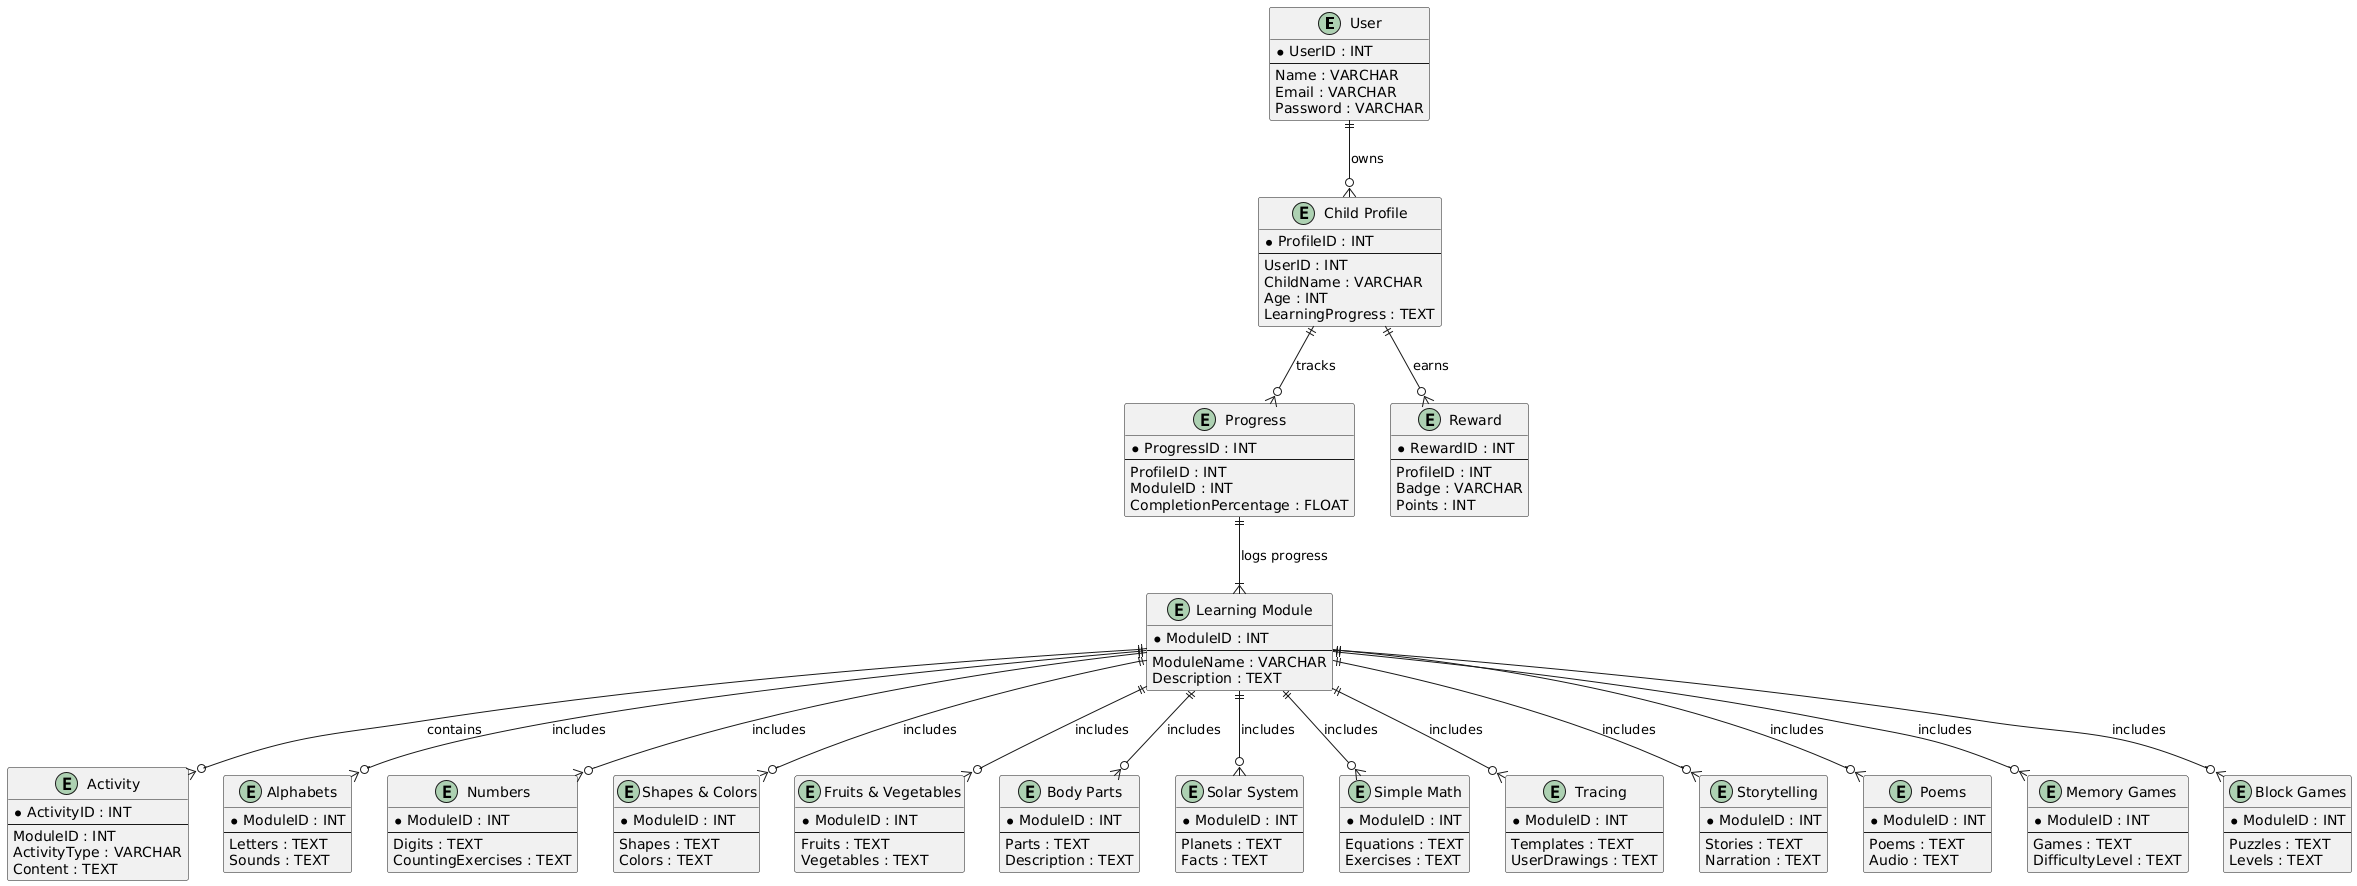 E User
* UserID : INT
Name : VARCHAR
Email : VARCHAR
Password : VARCHAR
owns
E Child Profile
* ProfileID : INT
UserID : INT
ChildName : VARCHAR
Age : INT
LearningProgress : TEXT
tracks
earns
E Progress
* ProgressID : INT
ProfileID : INT
ModuleID : INT
CompletionPercentage : FLOAT
E Reward
* RewardID : INT
ProfileID : INT
Badge : VARCHAR
Points : INT
logs progress
E Learning Module
* ModuleID : INT
ModuleName : VARCHAR
Description : TEXT
contains
includes
includes
includes
includes
includes
includes
includes
includes
includes
includes
includes
includes
E Activity
* ActivityID : INT
ModuleID : INT
ActivityType : VARCHAR
Content : TEXT
E Alphabets
* ModuleID : INT
Letters : TEXT
Sounds : TEXT
E Numbers
* ModuleID : INT
Digits : TEXT
CountingExercises : TEXT
E Shapes & Colors
* ModuleID : INT
Shapes : TEXT
Colors : TEXT
E Fruits & Vegetables
* ModuleID : INT
Fruits : TEXT
Vegetables : TEXT
E Body Parts
* ModuleID : INT
Parts : TEXT
Description : TEXT
E Solar System
* ModuleID : INT
Planets : TEXT
Facts : TEXT
E Simple Math
* ModuleID : INT
Equations : TEXT
Exercises : TEXT
E Tracing
* ModuleID : INT
Templates : TEXT
UserDrawings : TEXT
E Storytelling
* ModuleID : INT
Stories : TEXT
Narration : TEXT
E Poems
* ModuleID : INT
Poems : TEXT
Audio : TEXT
E Memory Games
* ModuleID : INT
Games : TEXT
DifficultyLevel : TEXT
E Block Games
* ModuleID : INT
Puzzles : TEXT
Levels : TEXT